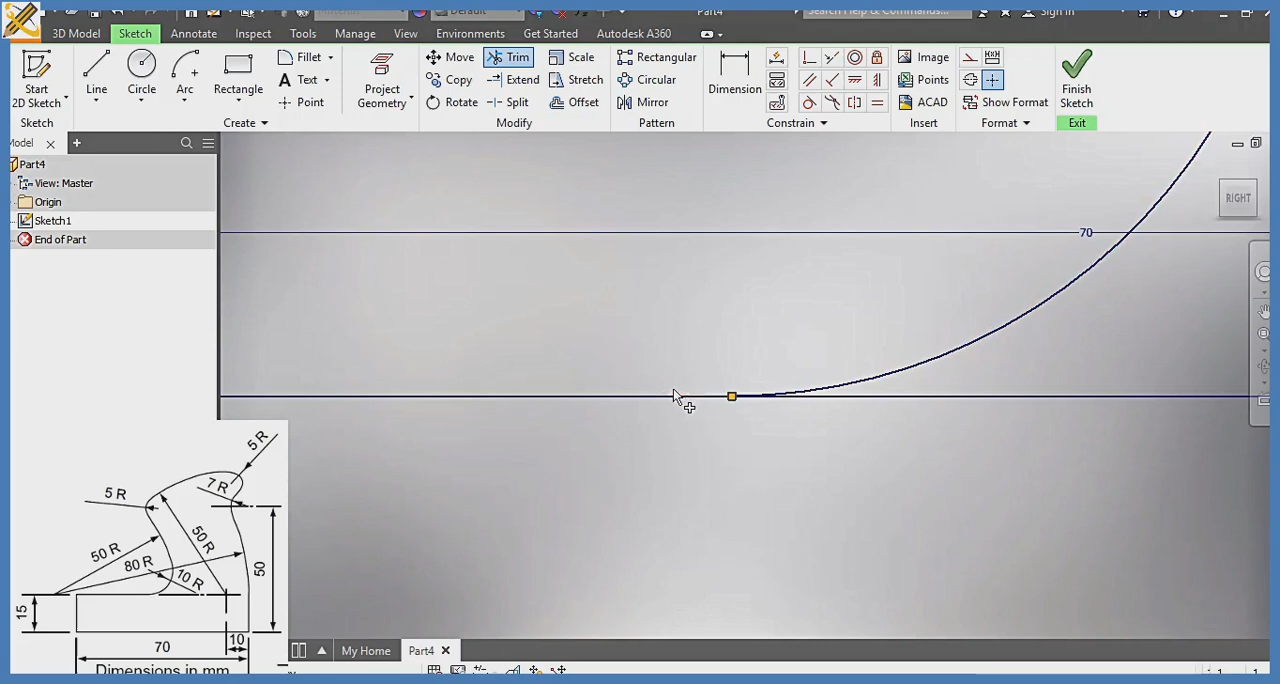 Default
Part4
Search Help & Commands...
Sign In
3D Model Sketch Annotate Inspect Tools Manage View Environments Get Started Autodesk A360
Start
2D Sketch
Line
Circle
Arc
Rectangle
Fillet
Text
Point
Project
Geometry
Move
Copy
Rotate
Trim
Extend
Split
Scale
Stretch
Offset
Rectangular
Circular
Mirror
Dimension
Image
Points
ACAD
Show Format
Finish
Sketch
Sketch
Create
Modify
Pattern
Constrain
Insert
Format
Exit
Model
Part4
View: Master
Origin
Sketch1
End of Part
70
RIGHT
5 R
7 R
5 R
50 R
50 R
80 R
10 R
50
15
10
70
Dimensions in mm
My Home
Part4